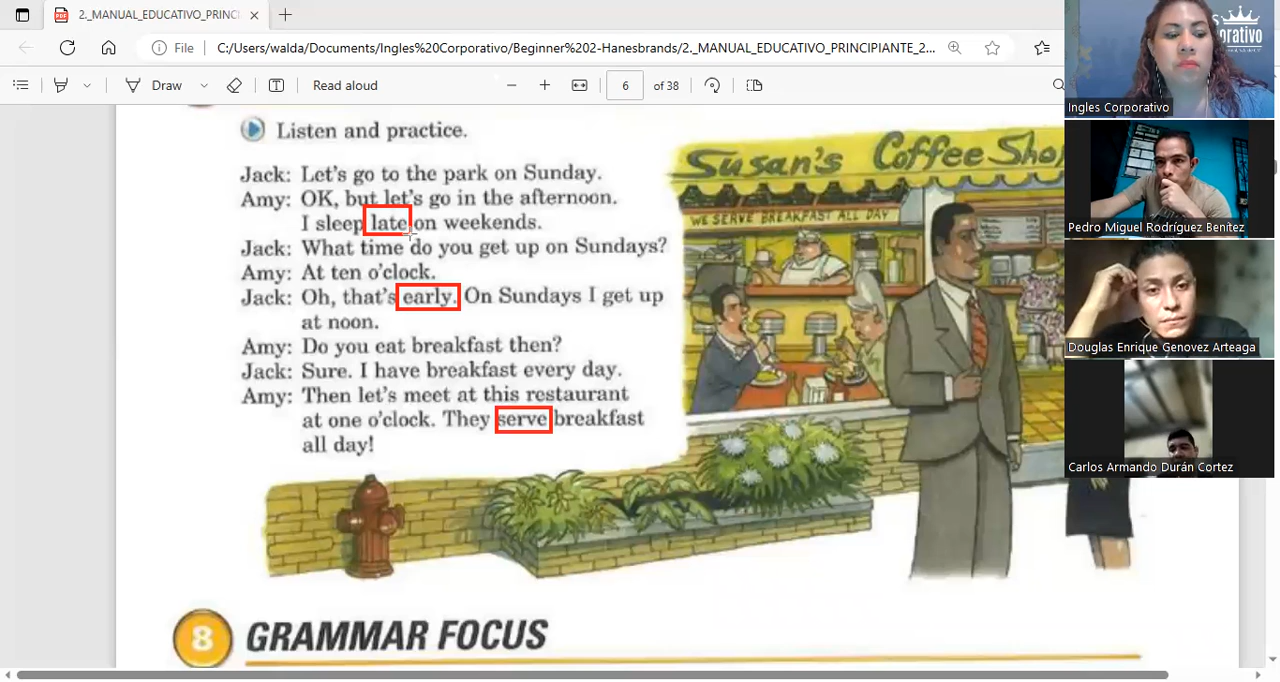 2._MANUAL_EDUCATIVO_PRINCI
File
C:/Users/walda/Documents/Ingles%20Corporativo/Beginner%202-Hanesbrands/2._MANUAL_EDUCATIVO_PRINCIPIANTE_2...
Draw
Read aloud
6 of 38
Listen and practice.
Jack: Let's go to the park on Sunday.
Amy: OK, but let's go in the afternoon.
I sleep late on weekends.
Jack: What time do you get up on Sundays?
Amy: At ten o'clock.
Jack: Oh, that's early. On Sundays I get up
at noon.
Amy: Do you eat breakfast then?
Jack: Sure. I have breakfast every day.
Amy: Then let's meet at this restaurant
at one o'clock. They serve breakfast
all day!
Susan's Coffee Sho
WE SERVE BREAKFAST ALL DAY
8 GRAMMAR FOCUS
orativo
Ingles Corporativo
Pedro Miguel Rodríguez Benítez
Douglas Enrique Genovez Arteaga
Carlos Armando Durán Cortez